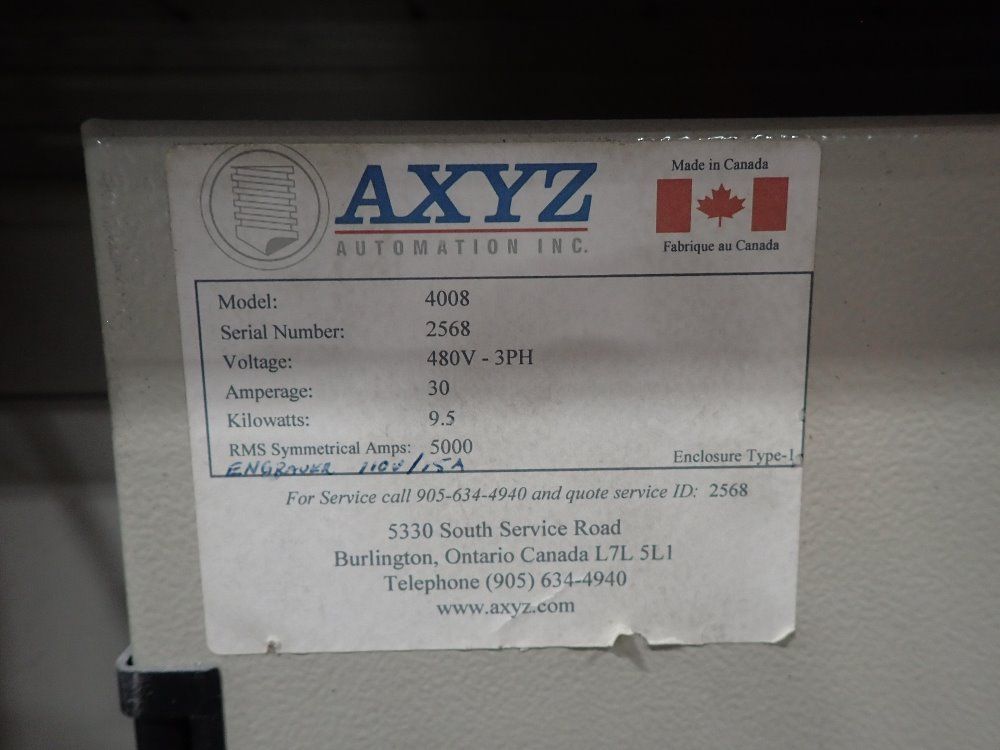 AXYZ
AUTOMATION INC.
Made in Canada
Fabrique au Canada
Model: 4008
Serial Number: 2568
Voltage: 480V - 3PH
Amperage: 30
Kilowatts: 9.5
RMS Symmetrical Amps: 5000
ENGRAVER 110V/15A
Enclosure Type-1
For Service call 905-634-4940 and quote service ID: 2568
5330 South Service Road
Burlington, Ontario Canada L7L 5L1
Telephone (905) 634-4940
www.axyz.com